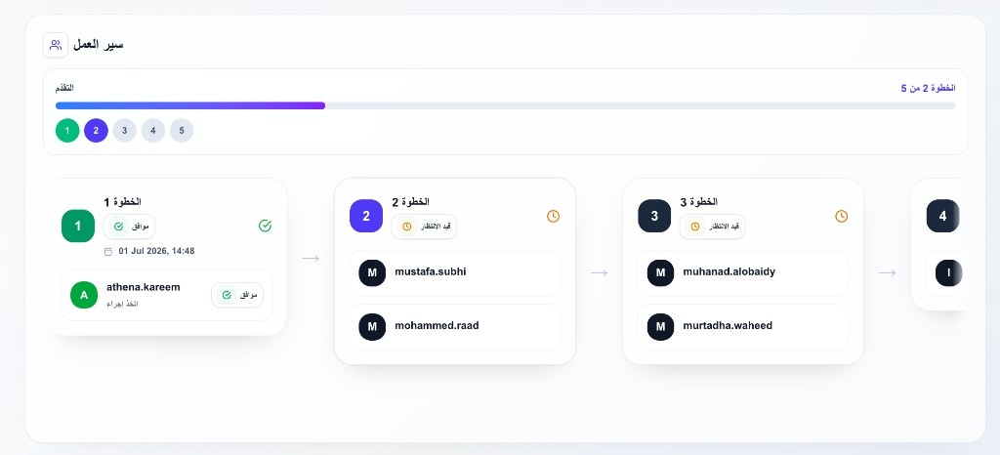 سير العمل
التقدّم
الخطوة 2 من 5
1 2 3 4 5
1
الخطوة 1
موافق
01 Jul 2026, 14:48
A
athena.kareem
اتخذ إجراء
موافق
2
الخطوة 2
قيد الانتظار
M
mustafa.subhi
M
mohammed.raad
3
الخطوة 3
قيد الانتظار
M
muhanad.alobaidy
M
murtadha.waheed
4
I